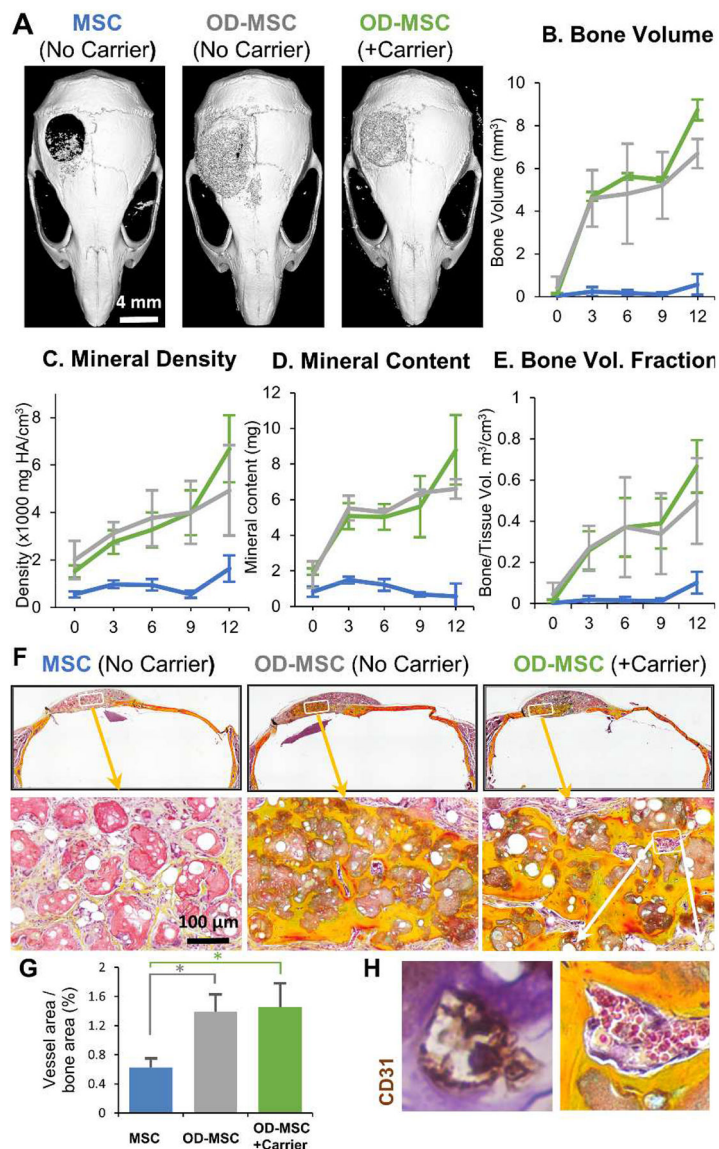 A
MSC
(No Carrier)
OD-MSC
(No Carrier)
OD-MSC
(+Carrier)
4 mm
B. Bone Volume
Bone Volume (mm³)
10
8
6
4
2
0
0 3 6 9 12
C. Mineral Density
Density (x1000 mg HA/cm³)
8
6
4
2
0
0 3 6 9 12
D. Mineral Content
Mineral content (mg)
12
10
8
6
4
2
0
0 3 6 9 12
E. Bone Vol. Fraction
Bone/Tissue Vol. m³/cm³)
1
0.8
0.6
0.4
0.2
0
0 3 6 9 12
F
MSC (No Carrier)
OD-MSC (No Carrier)
OD-MSC (+Carrier)
100 µm
G
Vessel area /
bone area (%)
1.6
1.2
0.8
0.4
0
* *
MSC
OD-MSC
OD-MSC
+Carrier
H
CD31